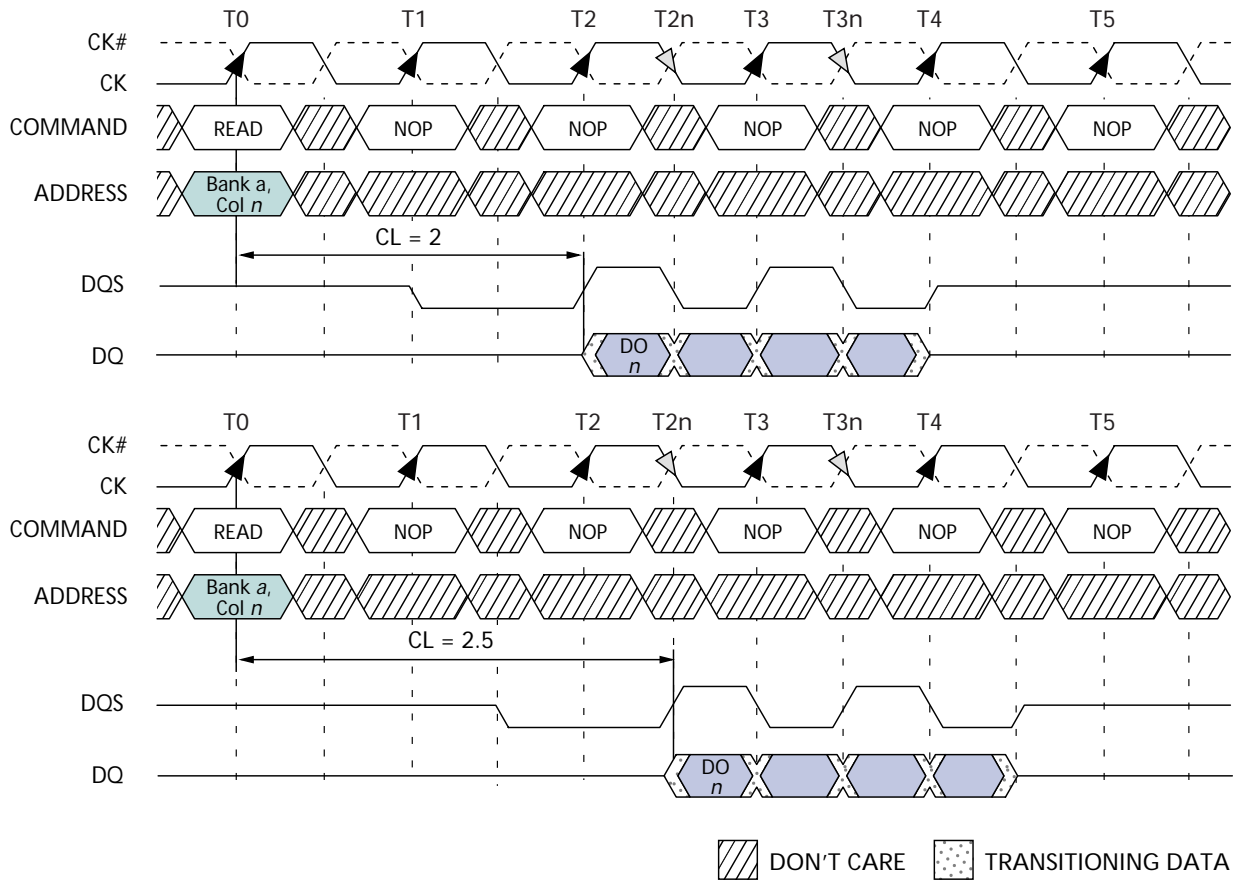 T0 T1 T2 T2n T3 T3n T4 T5
CK#
CK
COMMAND READ NOP NOP NOP NOP NOP
ADDRESS Bank a,
Col n
CL = 2
DQS
DQ DO
n
T0 T1 T2 T2n T3 T3n T4 T5
CK#
CK
COMMAND READ NOP NOP NOP NOP NOP
ADDRESS Bank a,
Col n
CL = 2.5
DQS
DQ DO
n
DON'T CARE TRANSITIONING DATA